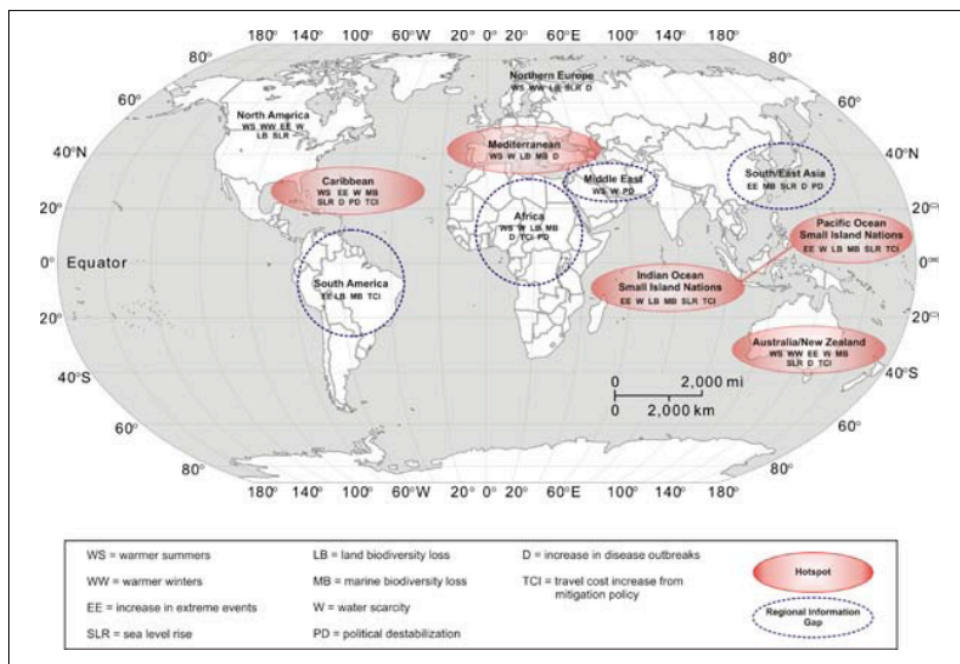 180° 100° 60°W 20° 0° 20° 60°E 100° 140° 180°
80° 80°
Northern Europe
WS WW LB SLR D
60° 60°
North America
WS WW EE W
LB SLR
40°N 40°N
Mediterranean
WS W LB MB D
Middle East
WS W PD
South/East Asia
EE MB SLR D PD
Caribbean
WS EE W MB
SLR D PD TCI
20° 20°
Africa
WS W LB MB
D TCI PD
Pacific Ocean
Small Island Nations
EE W LB MB SLR TCI
Equator 0° 0°
South America
EE LB MB TCI
Indian Ocean
Small Island Nations
EE W LB MB SLR TCI
20° 20°
Australia/New Zealand
WS WW EE W MB
SLR D TCI
40°S 40°S
0 2,000 mi
0 2,000 km
60° 60°
80° 80°
180° 100° 60°W 20° 0° 20° 60°E 100° 140° 180°
WS = warmer summers LB = land biodiversity loss D = increase in disease outbreaks
WW = warmer winters MB = marine biodiversity loss TCI = travel cost increase from
mitigation policy
EE = increase in extreme events W = water scarcity
SLR = sea level rise PD = political destabilization
Hotspot
Regional Information
Gap